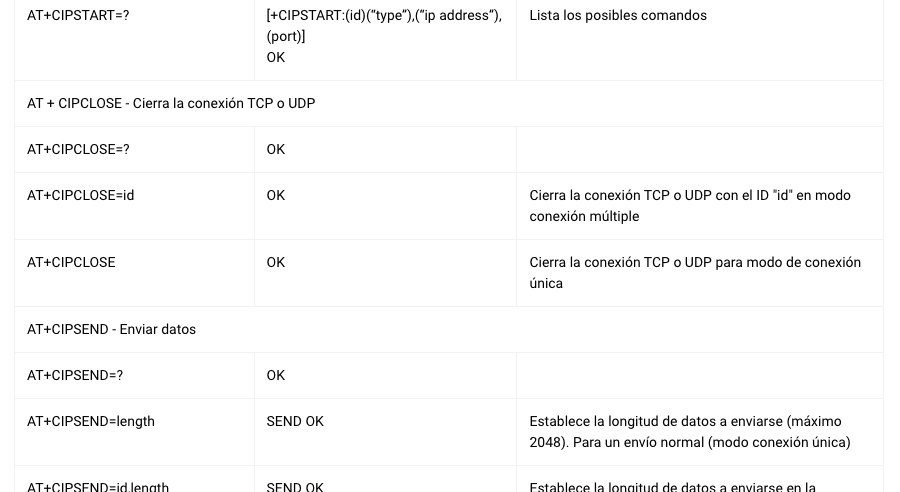 AT+CIPSTART=?
[+CIPSTART:(id)(“type”),(“ip address”),
(port)]
OK
Lista los posibles comandos
AT + CIPCLOSE - Cierra la conexión TCP o UDP
AT+CIPCLOSE=?
OK
AT+CIPCLOSE=id
OK
Cierra la conexión TCP o UDP con el ID "id" en modo
conexión múltiple
AT+CIPCLOSE
OK
Cierra la conexión TCP o UDP para modo de conexión
única
AT+CIPSEND - Enviar datos
AT+CIPSEND=?
OK
AT+CIPSEND=length
SEND OK
Establece la longitud de datos a enviarse (máximo
2048). Para un envío normal (modo conexión única)
AT+CIPSEND=id,length
SEND OK
Establece la longitud de datos a enviarse en la